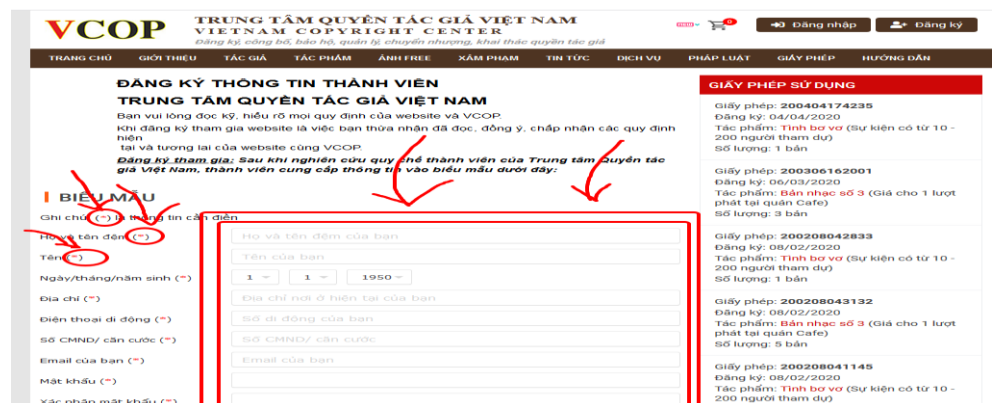 VCOP
TRUNG TÂM QUYỀN TÁC GIẢ VIỆT NAM
VIETNAM COPYRIGHT CENTER
Đăng ký, công bố, bảo hộ, quản lý, chuyển nhượng, khai thác quyền tác giả
0
Đăng nhập
Đăng ký
TRANG CHỦ GIỚI THIỆU TÁC GIẢ TÁC PHẨM ẢNH FREE XÂM PHẠM TIN TỨC DỊCH VỤ PHÁP LUẬT GIẤY PHÉP HƯỚNG DẪN
ĐĂNG KÝ THÔNG TIN THÀNH VIÊN
TRUNG TÂM QUYỀN TÁC GIẢ VIỆT NAM
Bạn vui lòng đọc kỹ, hiểu rõ mọi quy định của website và VCOP.
Khi đăng ký tham gia website là việc bạn thừa nhận đã đọc, đồng ý, chấp nhận các quy định
hiện
tại và tương lai của website cùng VCOP.
Đăng ký tham gia: Sau khi nghiên cứu quy chế thành viên của Trung tâm Quyền tác
giả Việt Nam, thành viên cung cấp thông tin vào biểu mẫu dưới đây:
BIỂU MẪU
Ghi chú: (*) là thông tin cần điền
Họ và tên đệm (*) Họ và tên đệm của bạn
Tên (*) Tên của bạn
Ngày/tháng/năm sinh (*) 1 1 1950
Địa chỉ (*) Địa chỉ nơi ở hiện tại của bạn
Điện thoại di động (*) Số di động của bạn
Số CMND/ căn cước (*) Số CMND/ căn cước
Email của bạn (*) Email của bạn
Mật khẩu (*)
Xác nhận mật khẩu (*)
GIẤY PHÉP SỬ DỤNG
Giấy phép: 200404174235
Đăng ký: 04/04/2020
Tác phẩm: Tình bơ vơ (Sự kiện có từ 10 -
200 người tham dự)
Số lượng: 1 bản
Giấy phép: 200306162001
Đăng ký: 06/03/2020
Tác phẩm: Bản nhạc số 3 (Giá cho 1 lượt
phát tại quán Cafe)
Số lượng: 3 bản
Giấy phép: 200208042833
Đăng ký: 08/02/2020
Tác phẩm: Tình bơ vơ (Sự kiện có từ 10 -
200 người tham dự)
Số lượng: 1 bản
Giấy phép: 200208043132
Đăng ký: 08/02/2020
Tác phẩm: Bản nhạc số 3 (Giá cho 1 lượt
phát tại quán Cafe)
Số lượng: 5 bản
Giấy phép: 200208041145
Đăng ký: 08/02/2020
Tác phẩm: Tình bơ vơ (Sự kiện có từ 10 -
200 người tham dự)